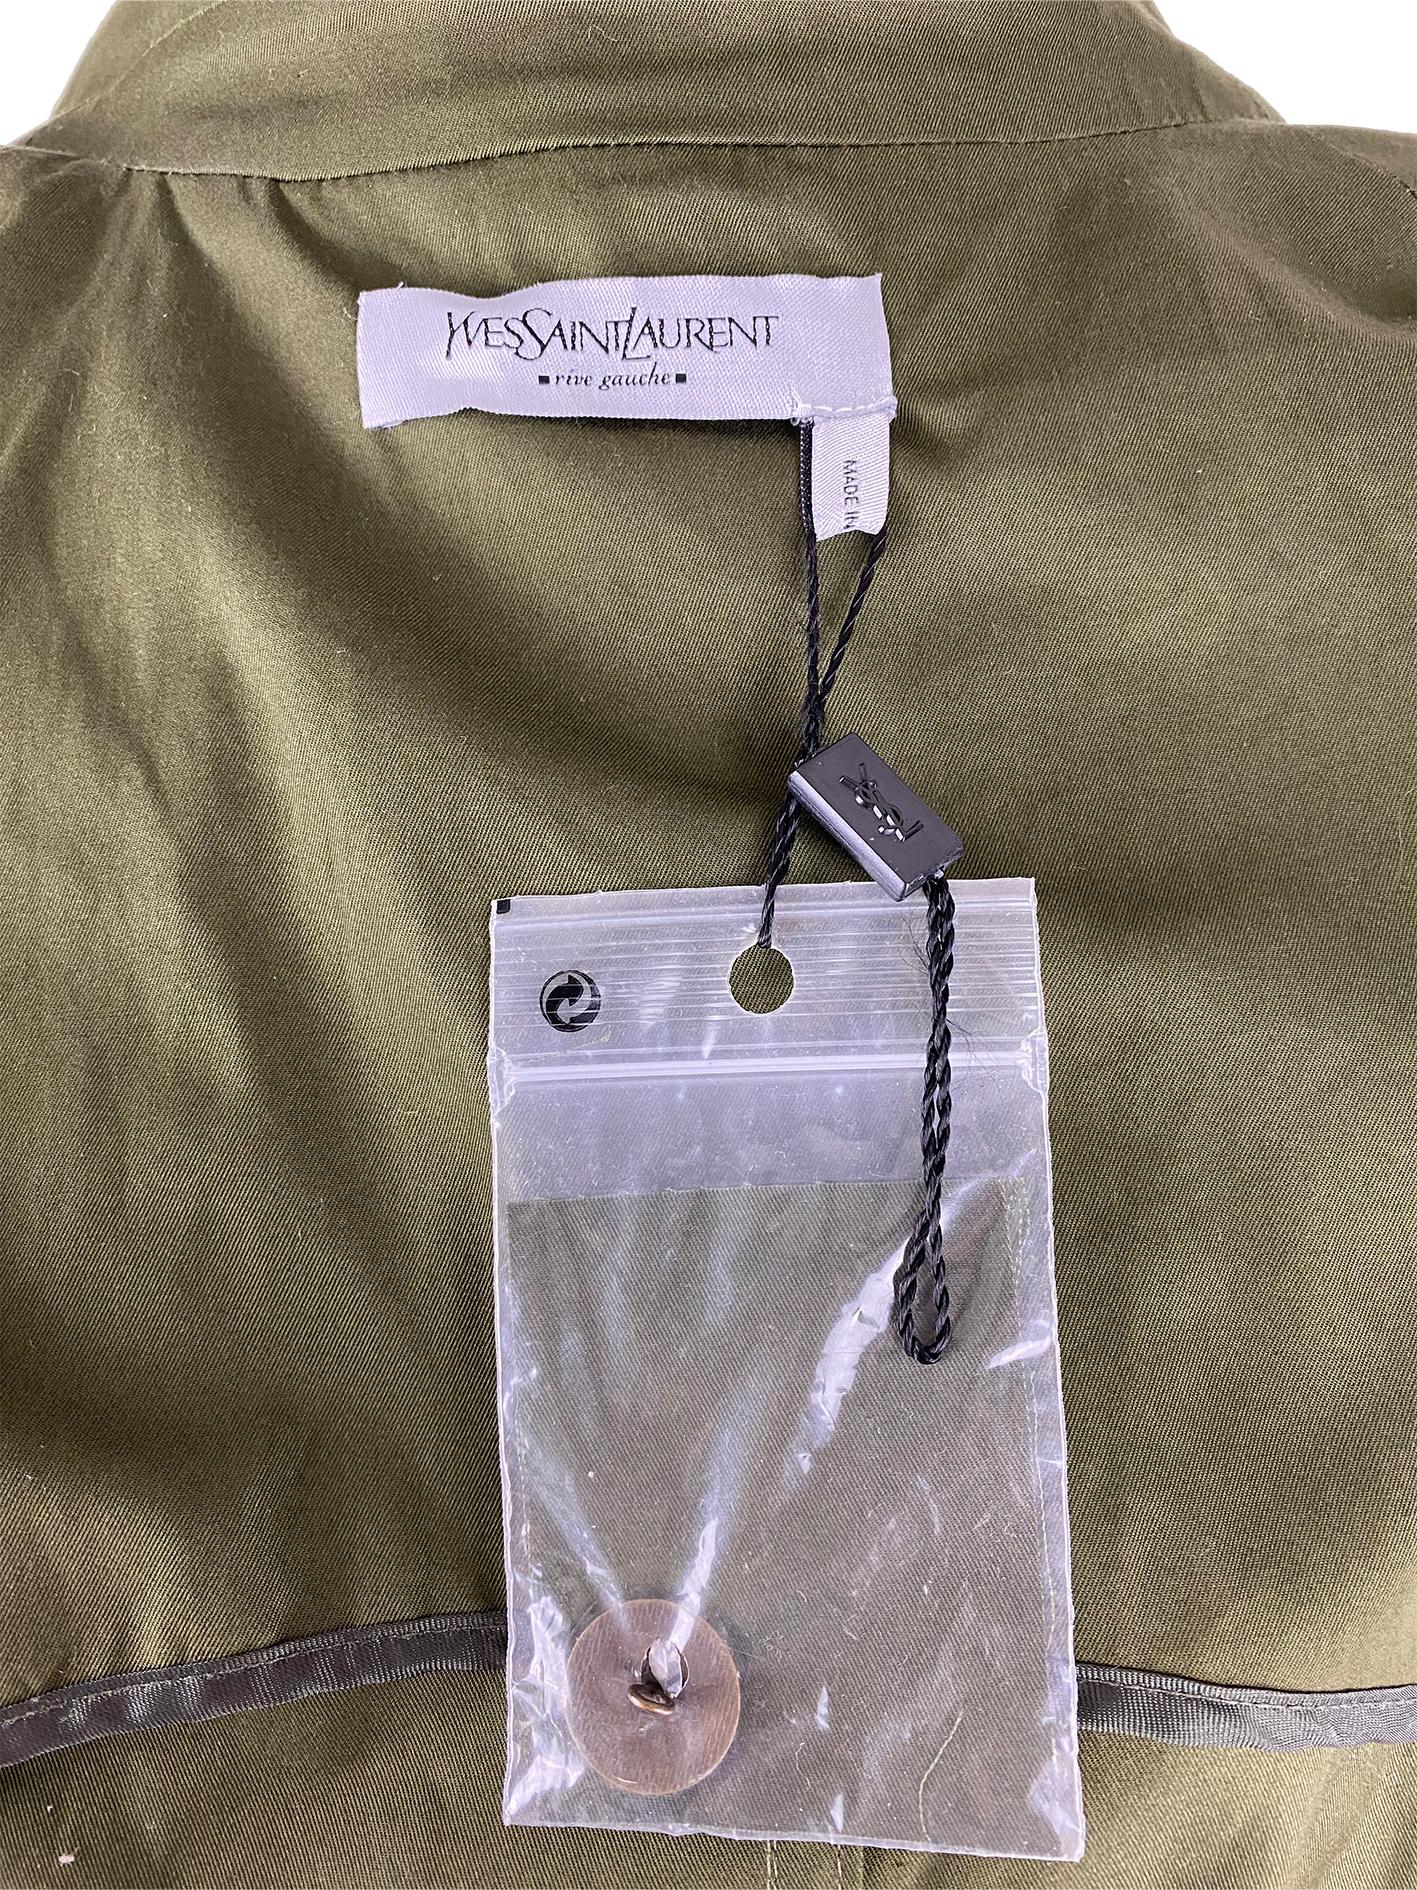 YVESSAINTLAURENT
▪rive gauche▪
MADE IN
YSL